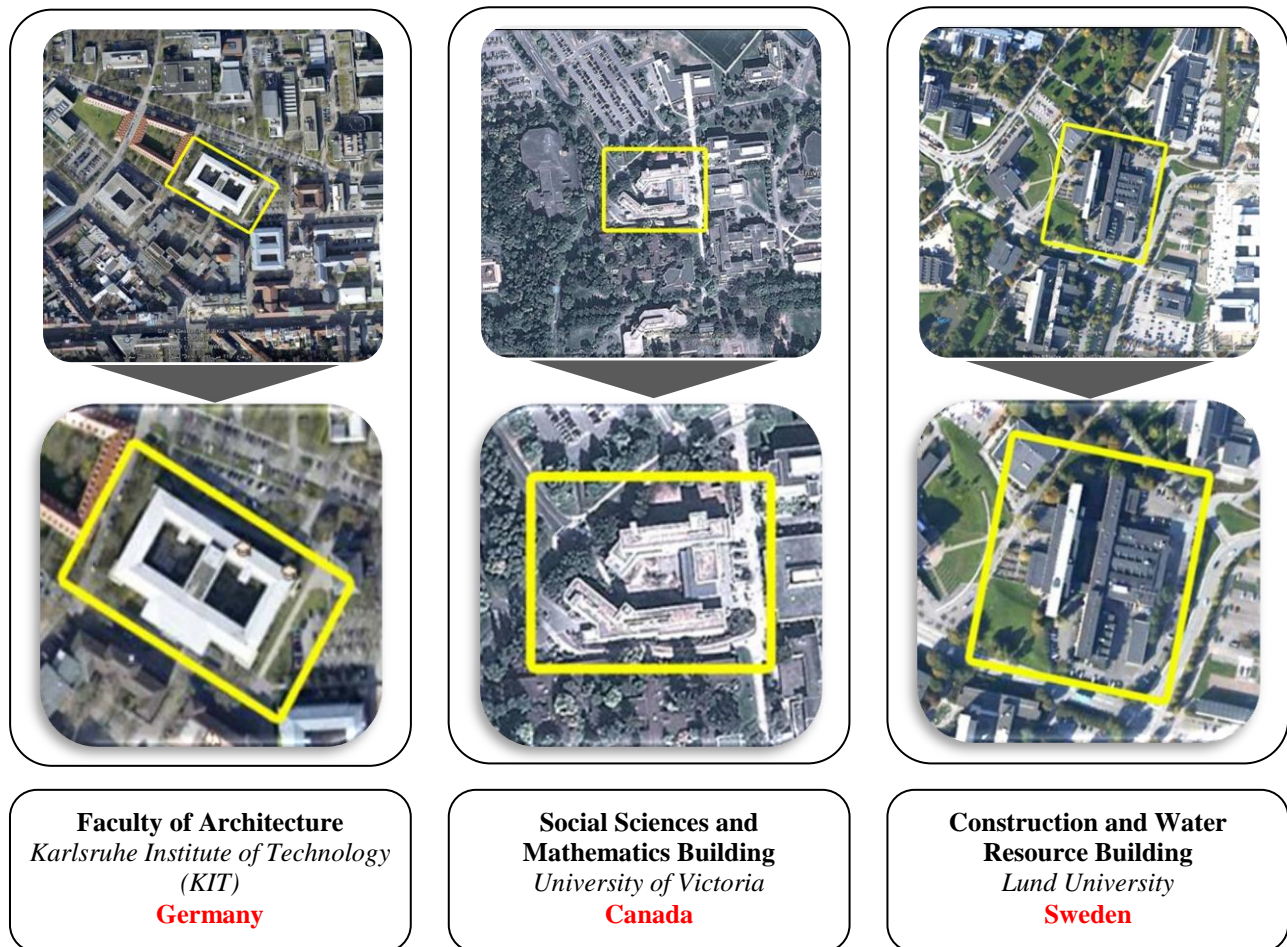 Faculty of Architecture
Karlsruhe Institute of Technology
(KIT)
Germany
Social Sciences and
Mathematics Building
University of Victoria
Canada
Construction and Water
Resource Building
Lund University
Sweden